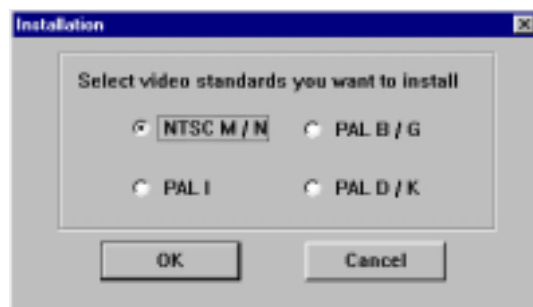 Installation
Select video standards you want to install
NTSC M / N PAL B / G
PAL I PAL D / K
OK Cancel